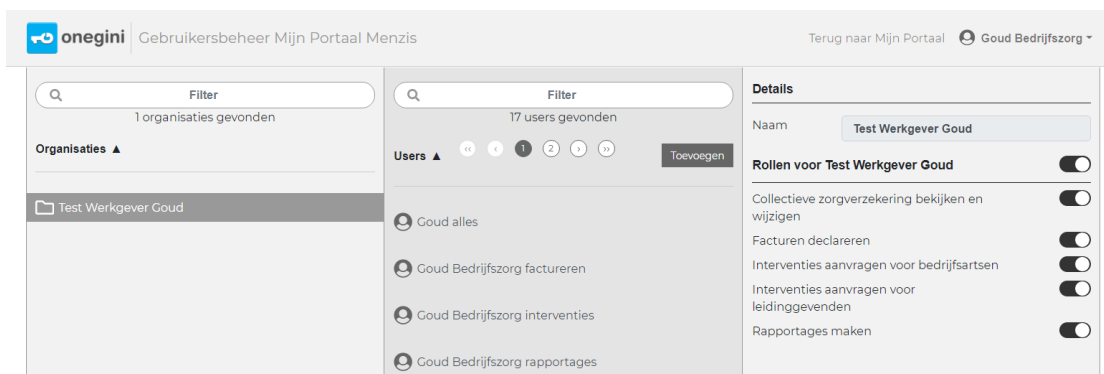 onegini Gebruikersbeheer Mijn Portaal Menzis
Terug naar Mijn Portaal Goud Bedrijfszorg
Filter
1 organisaties gevonden
Organisaties ▲
Test Werkgever Goud
Filter
17 users gevonden
Users ▲ « ‹ 1 2 › » Toevoegen
Goud alles
Goud Bedrijfszorg factureren
Goud Bedrijfszorg interventies
Goud Bedrijfszorg rapportages
Details
Naam Test Werkgever Goud
Rollen voor Test Werkgever Goud
Collectieve zorgverzekering bekijken en
wijzigen
Facturen declareren
Interventies aanvragen voor bedrijfsartsen
Interventies aanvragen voor
leidinggevenden
Rapportages maken